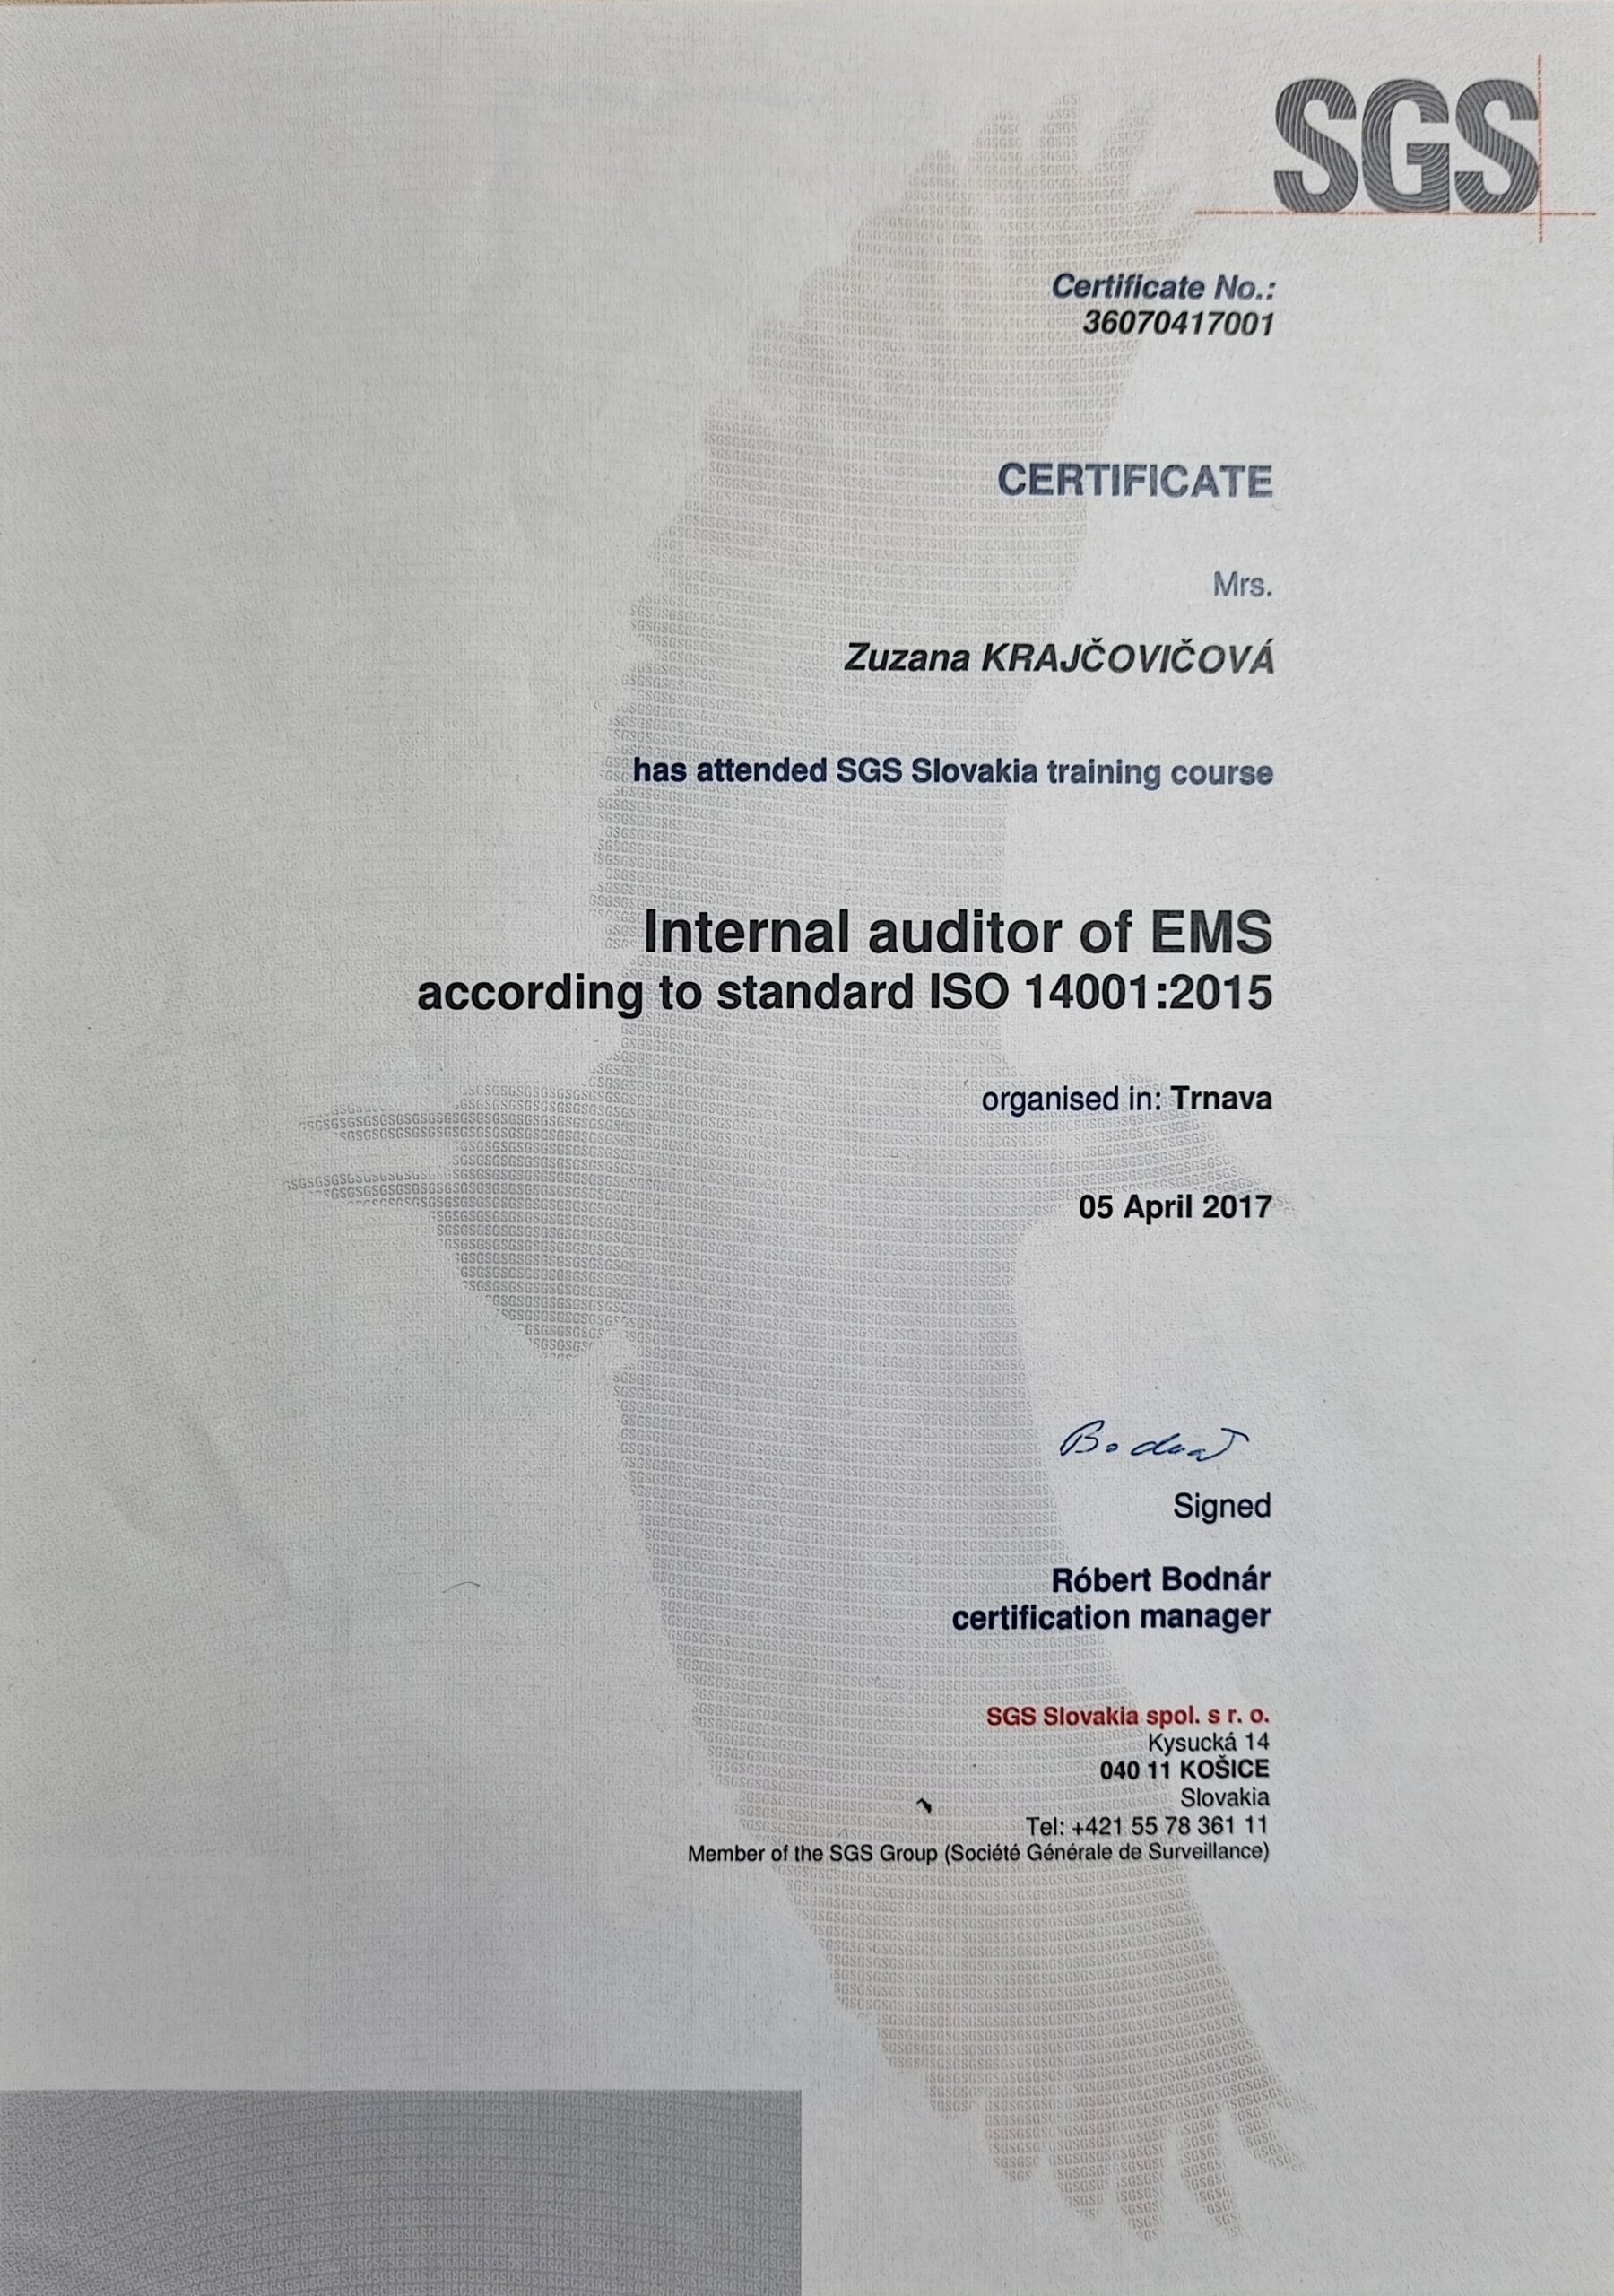 SGS
Certificate No.:
36070417001
CERTIFICATE
Mrs.
Zuzana KRAJČOVIČOVÁ
has attended SGS Slovakia training course
Internal auditor of EMS
according to standard ISO 14001:2015
organised in: Trnava
05 April 2017
Bodnár
Signed
Róbert Bodnár
certification manager
SGS Slovakia spol. s r. o.
Kysucká 14
040 11 KOŠICE
Slovakia
Tel: +421 55 78 361 11
Member of the SGS Group (Société Générale de Surveillance)